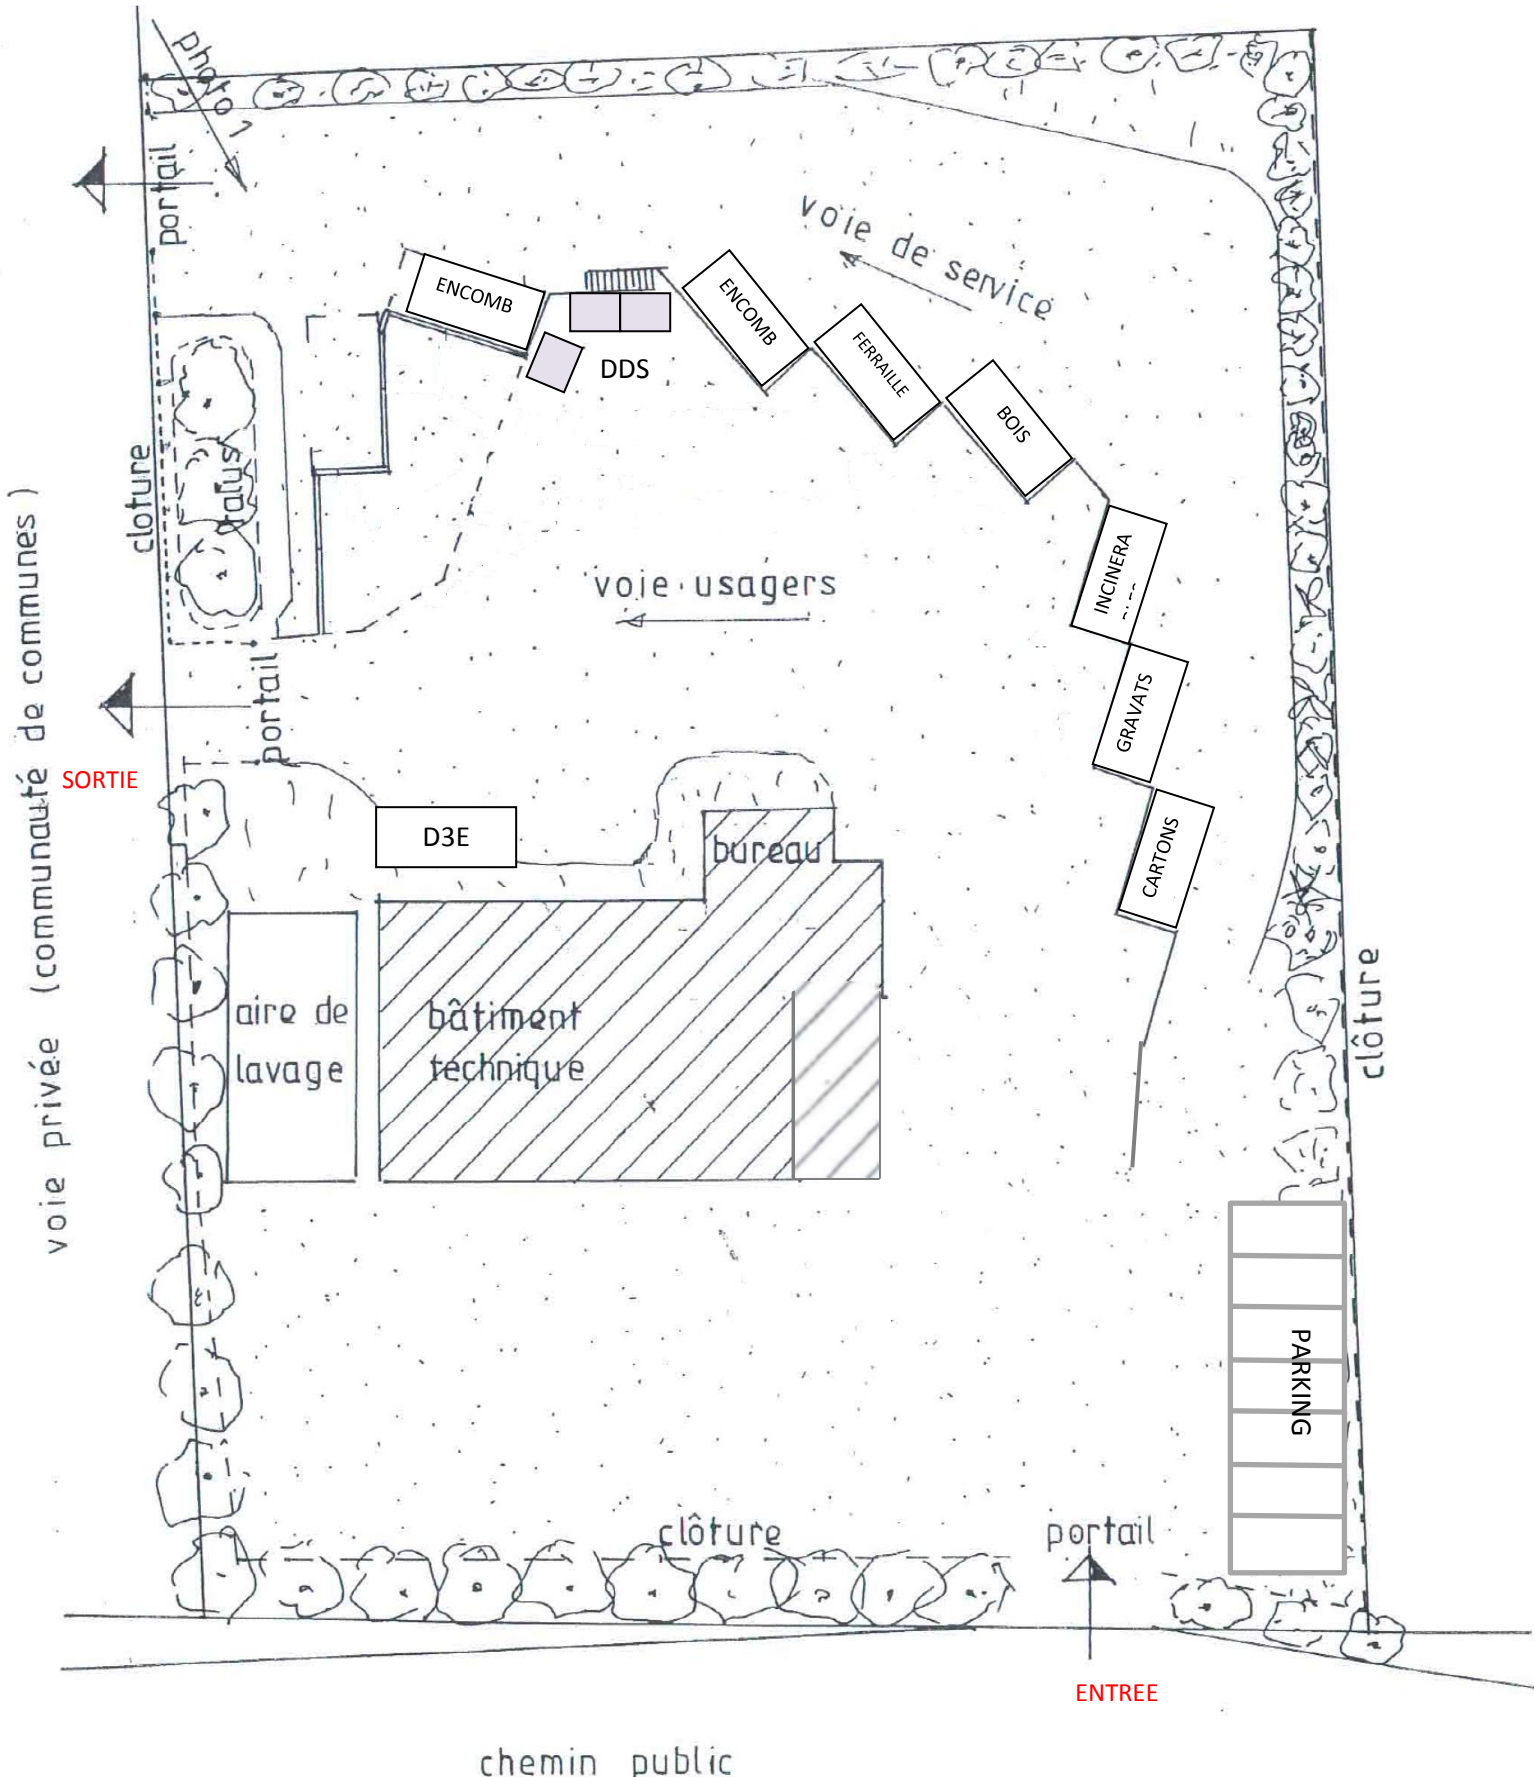 photo 1
portail
voie de service
ENCOMB
ENCOMB
FERRAILLE
DDS
BOIS
cloture
talus
INCINERA
voie usagers
voie privée (communauté de communes)
portail
GRAVATS
SORTIE
D3E
bureau
CARTONS
aire de
lavage
bâtiment
technique
clôture
PARKING
clôture
portail
ENTREE
chemin public